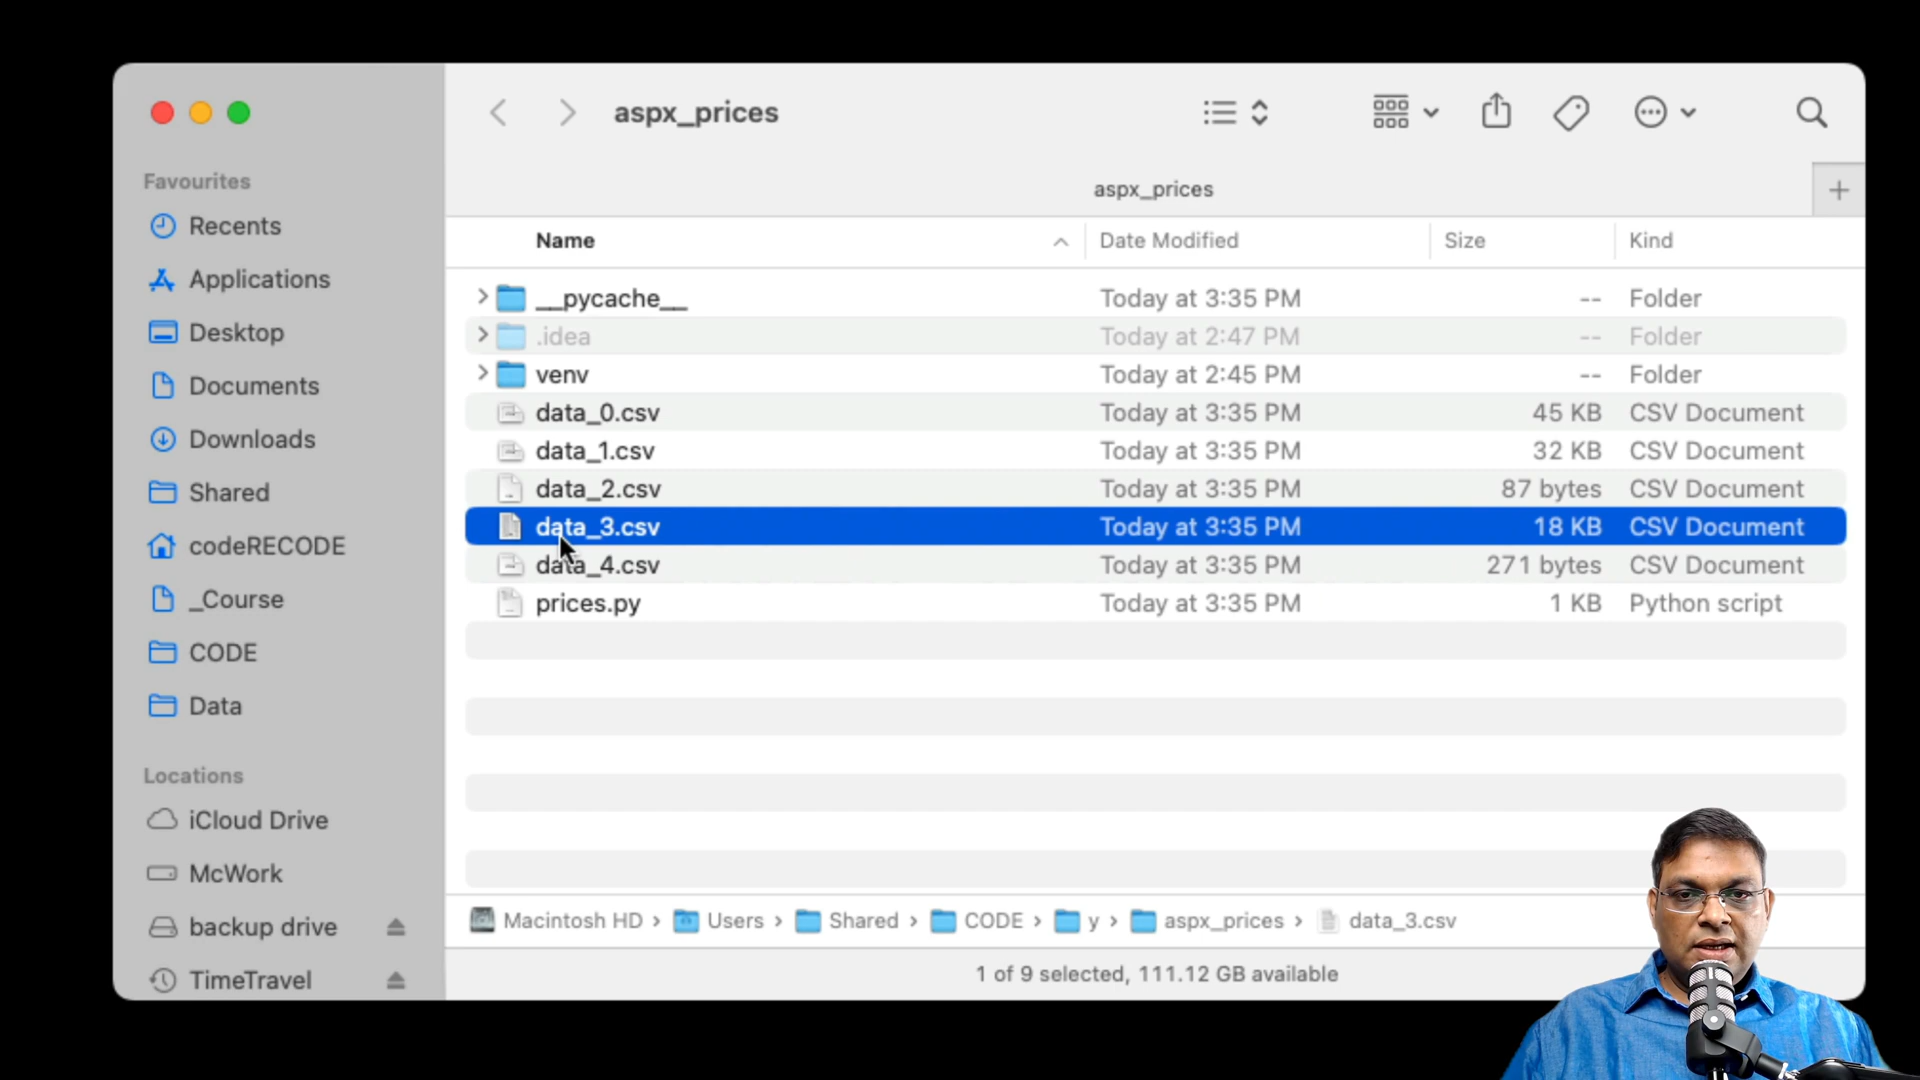 aspx_prices
aspx_prices
Favourites
Recents
Applications
Desktop
Documents
Downloads
Shared
codeRECODE
_Course
CODE
Data
Locations
iCloud Drive
McWork
backup drive
TimeTravel
Name Date Modified Size Kind
__pycache__ Today at 3:35 PM -- Folder
.idea Today at 2:47 PM -- Folder
venv Today at 2:45 PM -- Folder
data_0.csv Today at 3:35 PM 45 KB CSV Document
data_1.csv Today at 3:35 PM 32 KB CSV Document
data_2.csv Today at 3:35 PM 87 bytes CSV Document
data_3.csv Today at 3:35 PM 18 KB CSV Document
data_4.csv Today at 3:35 PM 271 bytes CSV Document
prices.py Today at 3:35 PM 1 KB Python script
Macintosh HD › Users › Shared › CODE › y › aspx_prices › data_3.csv
1 of 9 selected, 111.12 GB available